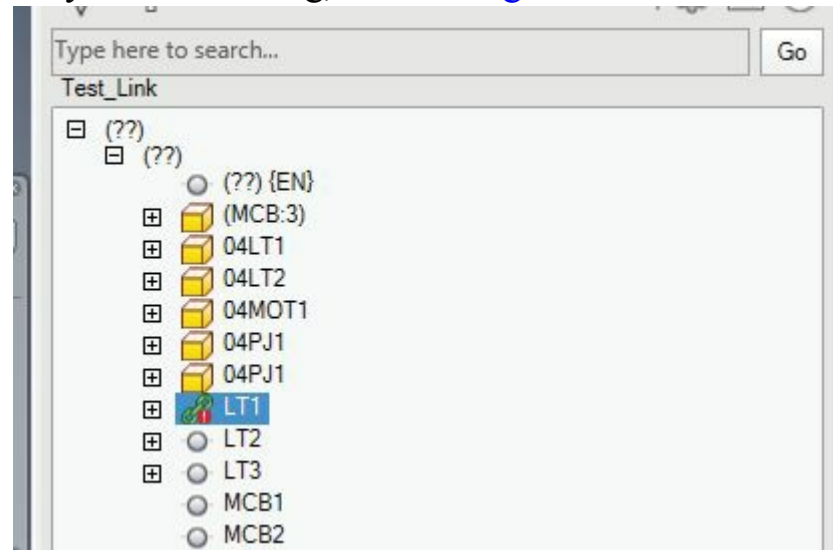 Type here to search...
Go
Test_Link
(??)
(??)
(??) {EN}
(MCB:3)
04LT1
04LT2
04MOT1
04PJ1
04PJ1
LT1
LT2
LT3
MCB1
MCB2